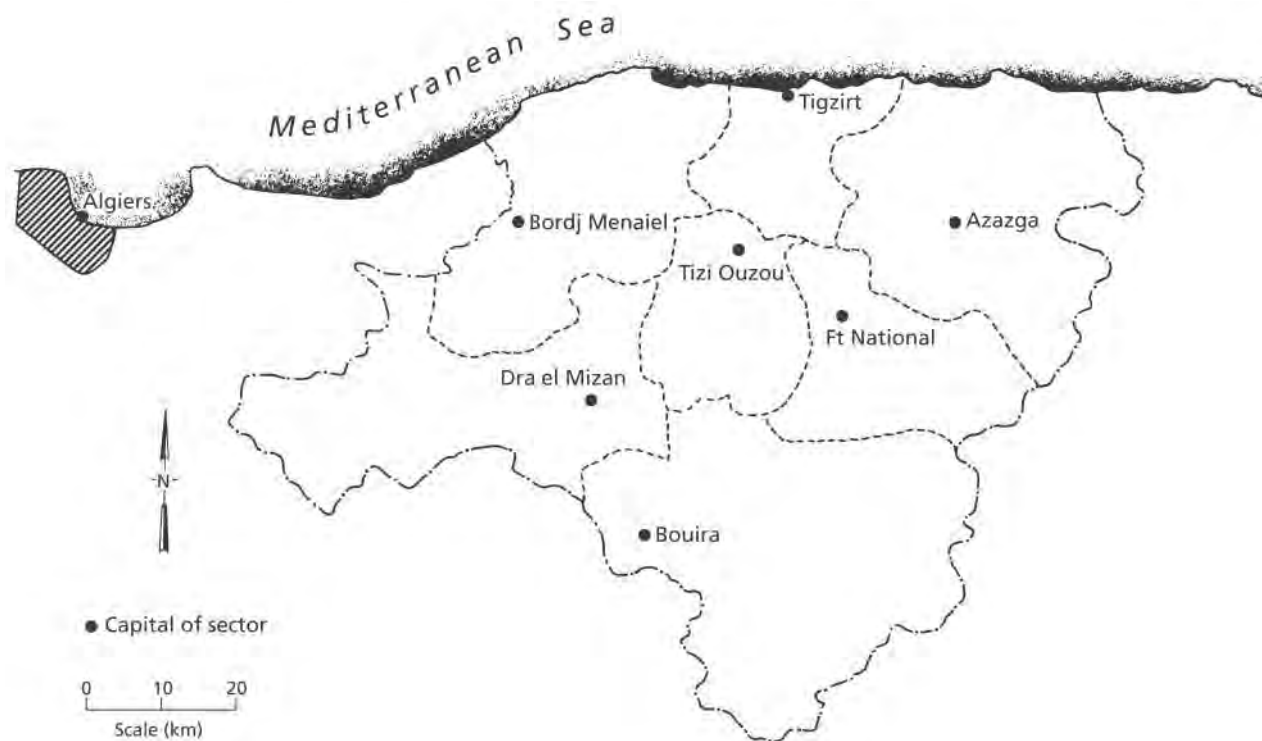 Mediterranean Sea
Tigzirt
Algiers
Bordj Menaiel
Azazga
Tizi Ouzou
Ft National
Dra el Mizan
N
Bouira
Capital of sector
0 10 20
Scale (km)